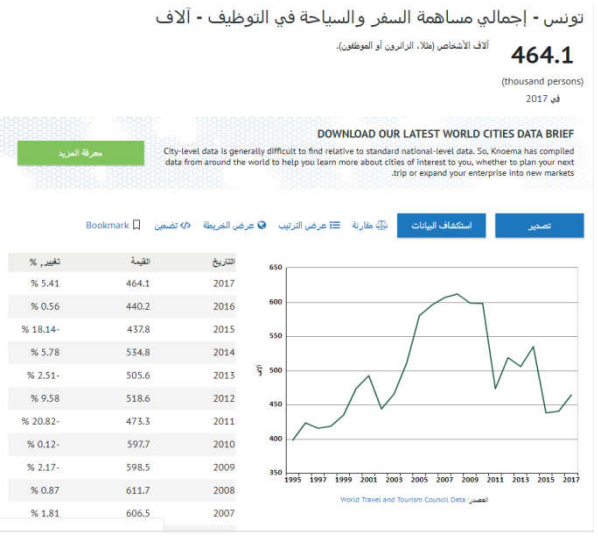 تونس - إجمالي مساهمة السفر والسياحة في التوظيف - آلاف
آلاف الأشخاص (مثلا، الزائرون أو الموظفون).
464.1
(thousand persons)
في 2017
DOWNLOAD OUR LATEST WORLD CITIES DATA BRIEF
City-level data is generally difficult to find relative to standard national-level data. So, Knoema has compiled
data from around the world to help you learn more about cities of interest to you, whether to plan your next
.trip or expand your enterprise into new markets
معرفة المزيد
تصدير استكشاف البيانات مقارنة عرض الترتيب عرض الخريطة تضمين Bookmark
التاريخ القيمة تغيير, %
2017 464.1 5.41 %
2016 440.2 0.56 %
2015 437.8 18.14- %
2014 534.8 5.78 %
2013 505.6 2.51- %
2012 518.6 9.58 %
2011 473.3 20.82- %
2010 597.7 0.12- %
2009 598.5 2.17- %
2008 611.7 0.87 %
2007 606.5 1.81 %
آلاف
650
600
550
500
450
400
350
1995 1997 1999 2001 2003 2005 2007 2009 2011 2013 2015 2017
المصدر: World Travel and Tourism Council Data